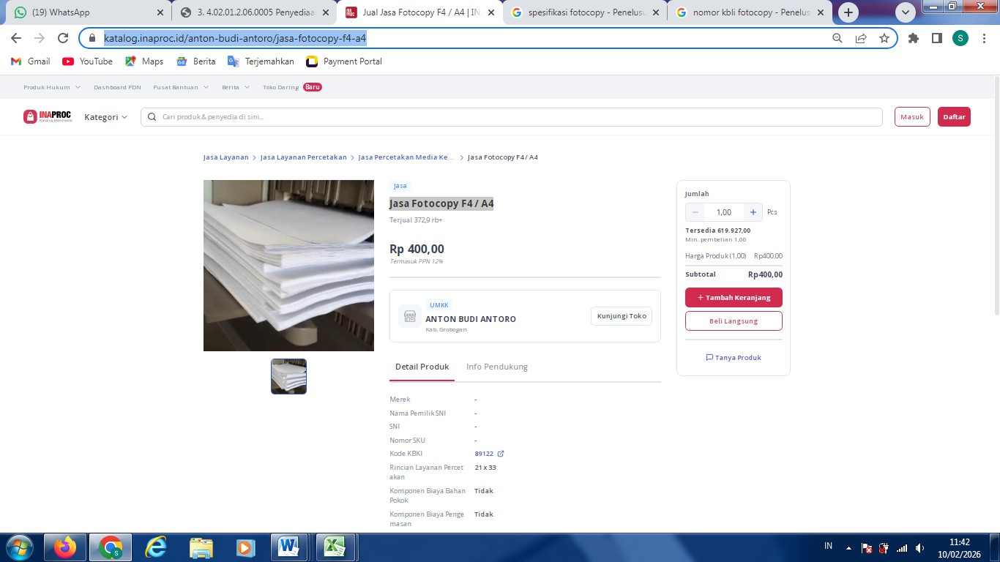 (19) WhatsApp
3. 4.02.01.2.06.0005 Penyediaa
Jual Jasa Fotocopy F4 / A4 | IN
spesifikasi fotocopy - Penelusu
nomor kbli fotocopy - Penelus
katalog.inaproc.id/anton-budi-antoro/jasa-fotocopy-f4-a4
S
Gmail
YouTube
Maps
Berita
Terjemahkan
Payment Portal
Produk Hukum
Dashboard PDN
Pusat Bantuan
Berita
Toko Daring
Baru
INAPROC
Katalog Elektronik
Kategori
Cari produk & penyedia di sini...
Masuk
Daftar
Jasa Layanan > Jasa Layanan Percetakan > Jasa Percetakan Media Ke... > Jasa Fotocopy F4 / A4
Jasa
Jasa Fotocopy F4 / A4
Terjual 372,9 rb+
Rp 400,00
Termasuk PPN 12%
UMKK
ANTON BUDI ANTORO
Kab. Grobogan
Kunjungi Toko
Detail Produk
Info Pendukung
Merek -
Nama Pemilik SNI -
SNI -
Nomor SKU -
Kode KBKI 89122
Rincian Layanan Percet
akan
21 x 33
Komponen Biaya Bahan
Pokok
Tidak
Komponen Biaya Penge
masan
Tidak
Jumlah
− 1,00 + Pcs
Tersedia 619.927,00
Min. pembelian 1,00
Harga Produk (1,00) Rp400,00
Subtotal Rp400,00
+ Tambah Keranjang
Beli Langsung
Tanya Produk
IN
11:42
10/02/2026